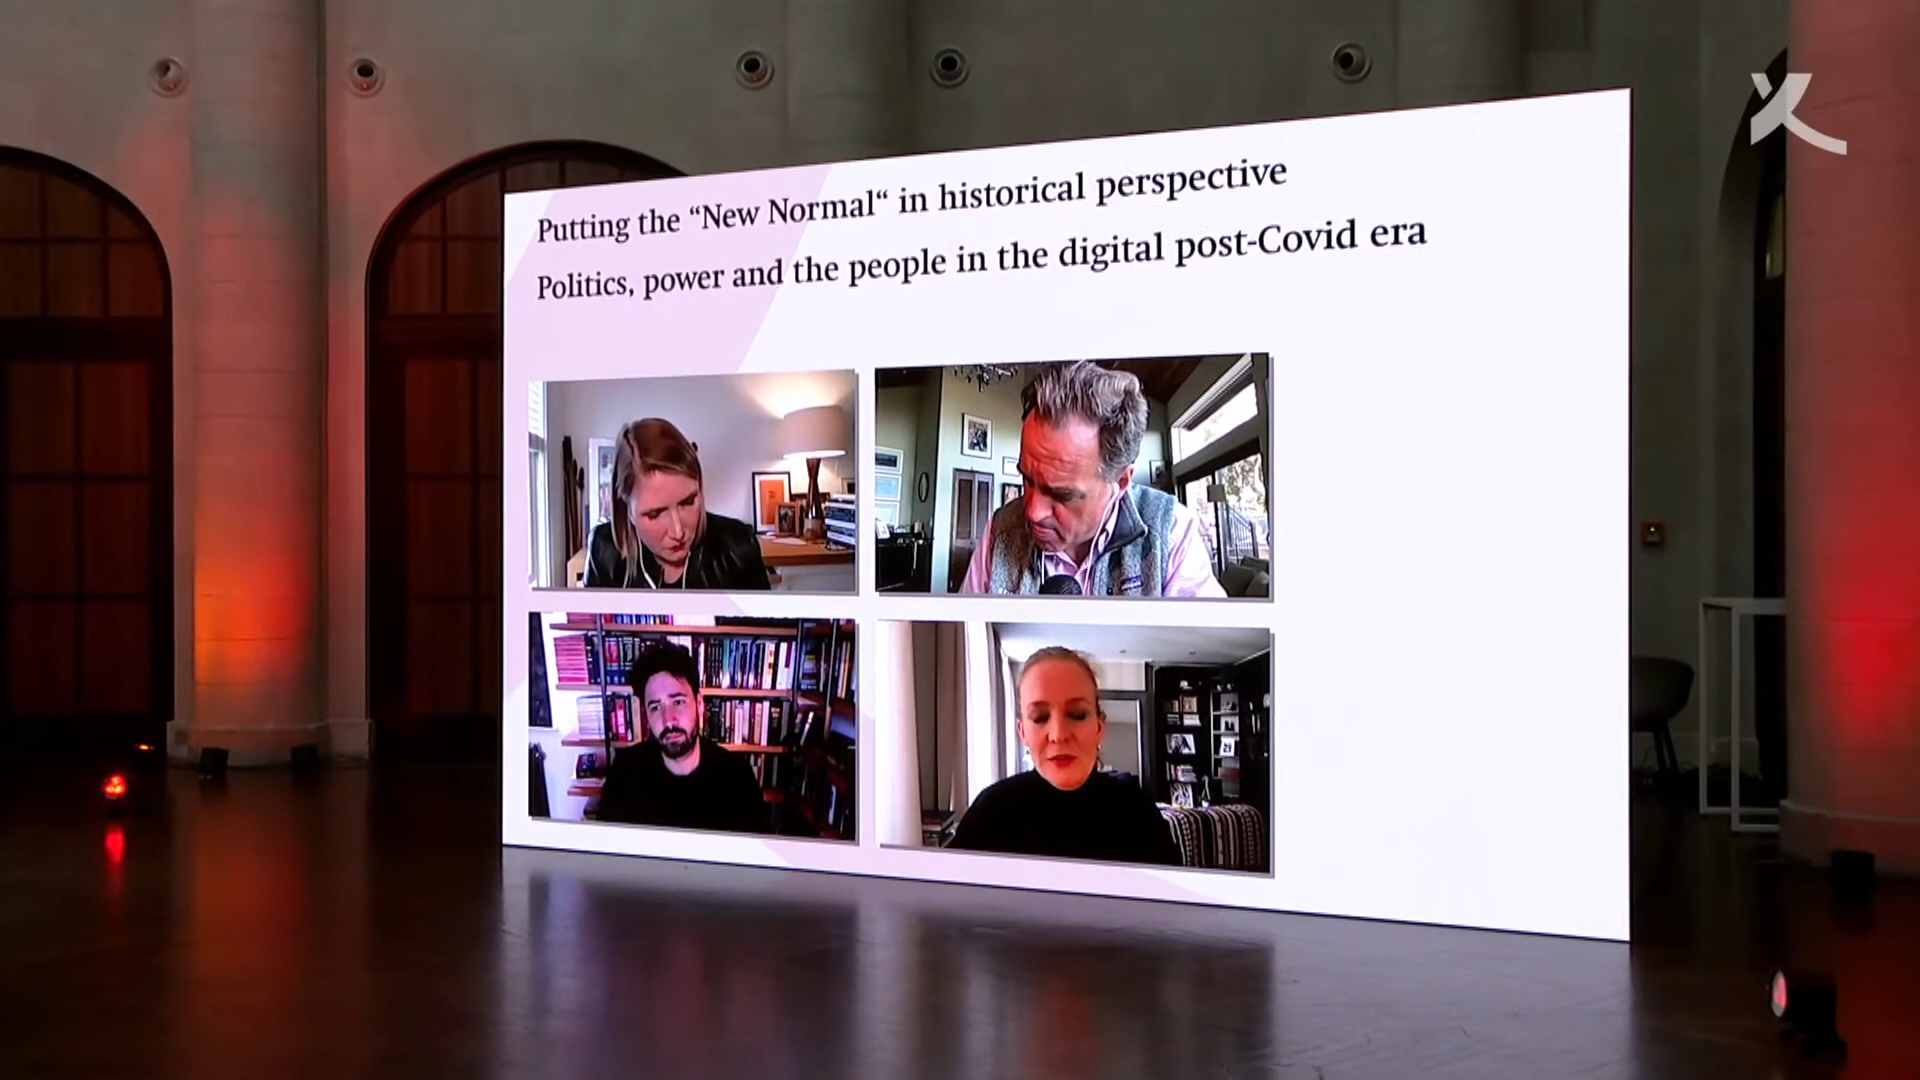 Putting the “New Normal“ in historical perspective
Politics, power and the people in the digital post-Covid era